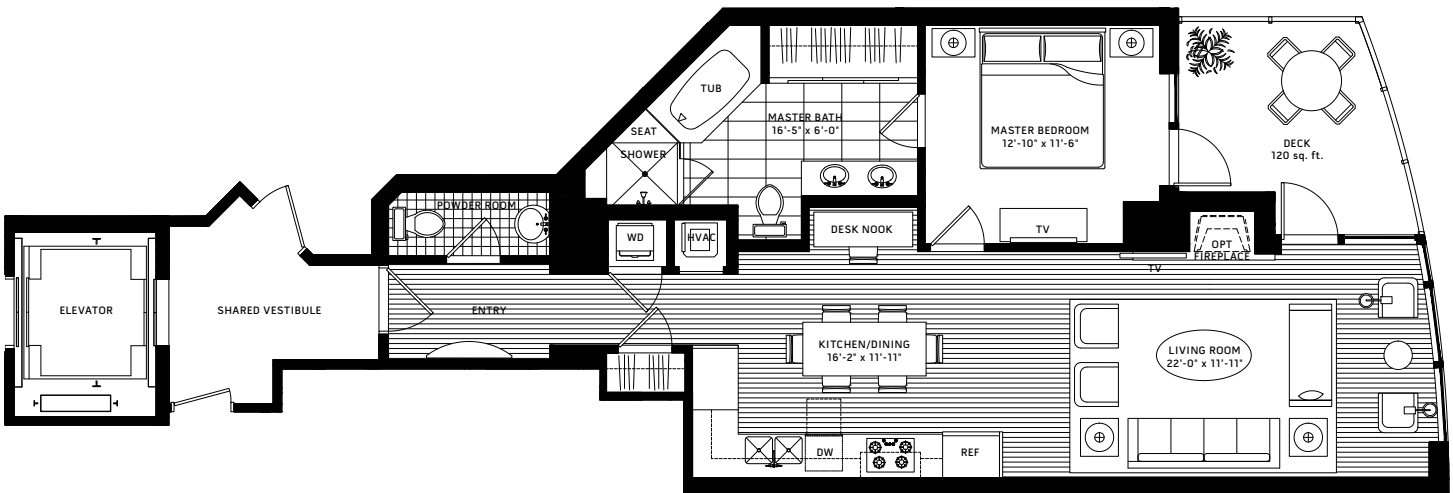 TUB
SEAT
SHOWER
MASTER BATH
16'-5" x 6'-0"
MASTER BEDROOM
12'-10" x 11'-6"
DECK
120 sq. ft.
POWDER ROOM
WD
HVAC
DESK NOOK
TV
OPT
FIREPLACE
TV
ELEVATOR
SHARED VESTIBULE
ENTRY
KITCHEN/DINING
16'-2" x 11'-11"
LIVING ROOM
22'-0" x 11'-11"
DW
REF